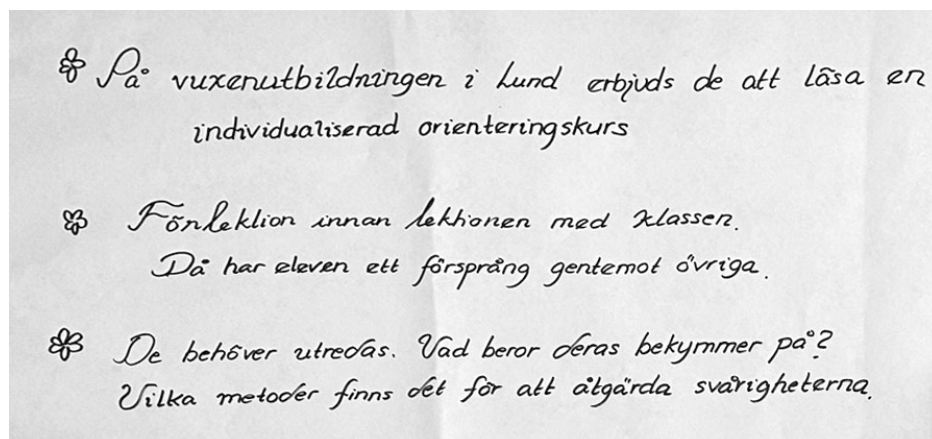 På vuxenutbildningen i Lund erbjuds de att läsa en
individualiserad orienteringskurs
Förlektion innan lektionen med klassen.
Då har eleven ett försprång gentemot övriga.
De behöver utredas. Vad beror deras bekymmer på?
Vilka metoder finns det för att åtgärda svårigheterna.